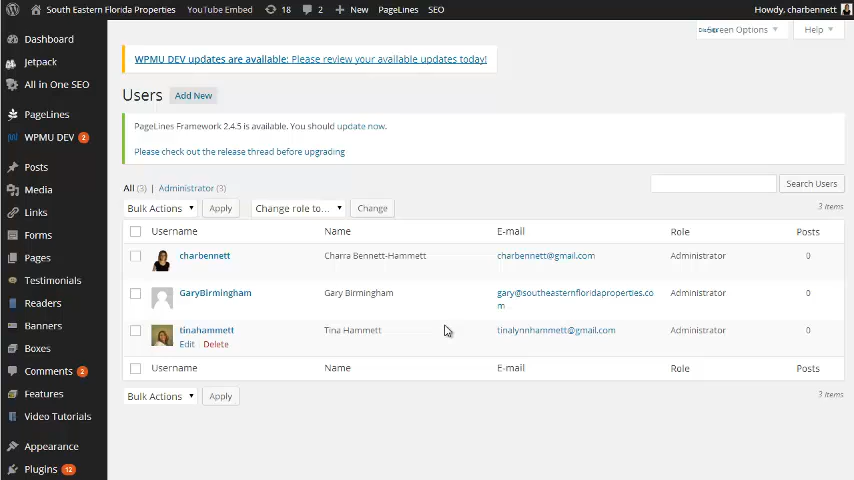 South Eastern Florida Properties YouTube Embed 18 2 + New PageLines SEO Howdy, charbennett
Screen Options Help
Dashboard
Jetpack
All in One SEO
PageLines
WPMU DEV 2
Posts
Media
Links
Forms
Pages
Testimonials
Readers
Banners
Boxes
Comments 2
Features
Video Tutorials
Appearance
Plugins 12
WPMU DEV updates are available: Please review your available updates today!
Users Add New
PageLines Framework 2.4.5 is available. You should update now.
Please check out the release thread before upgrading
All (3) | Administrator (3)
Search Users
Bulk Actions Apply Change role to... Change 3 items
Username Name E-mail Role Posts
charbennett Charra Bennett-Hammett charbennett@gmail.com Administrator 0
GaryBirmingham Gary Birmingham gary@southeasternfloridaproperties.co Administrator 0
m
tinahammett Tina Hammett tinalynnhammett@gmail.com Administrator 0
Edit | Delete
Username Name E-mail Role Posts
Bulk Actions Apply 3 items